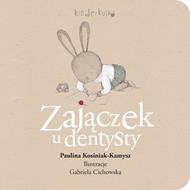 kinderkulka
Zajączek
u dentysty
Paulina Kosiniak-Kamysz
Ilustracje
Gabriela Cichowska